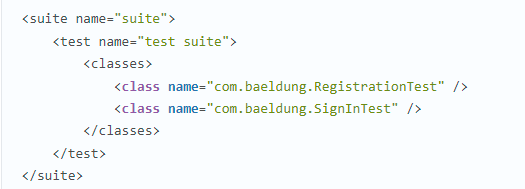 <suite name="suite">
    <test name="test suite">
        <classes>
            <class name="com.baeldung.RegistrationTest" />
            <class name="com.baeldung.SignInTest" />
        </classes>
    </test>
</suite>